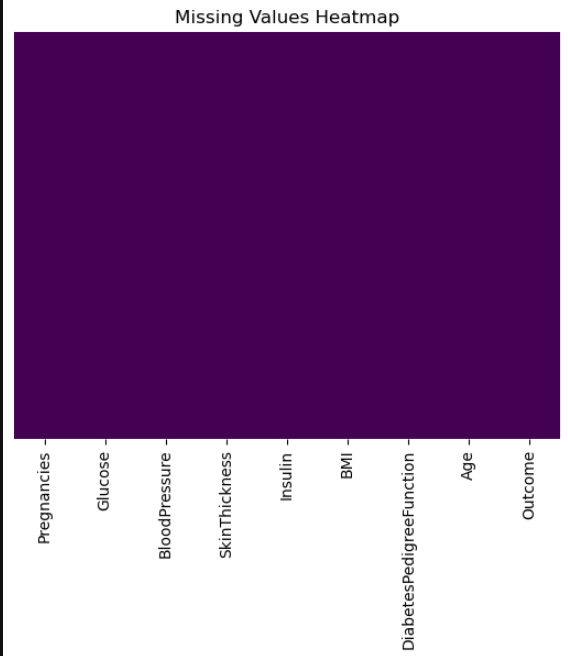 Missing Values Heatmap
Pregnancies
Glucose
BloodPressure
SkinThickness
Insulin
BMI
DiabetesPedigreeFunction
Age
Outcome